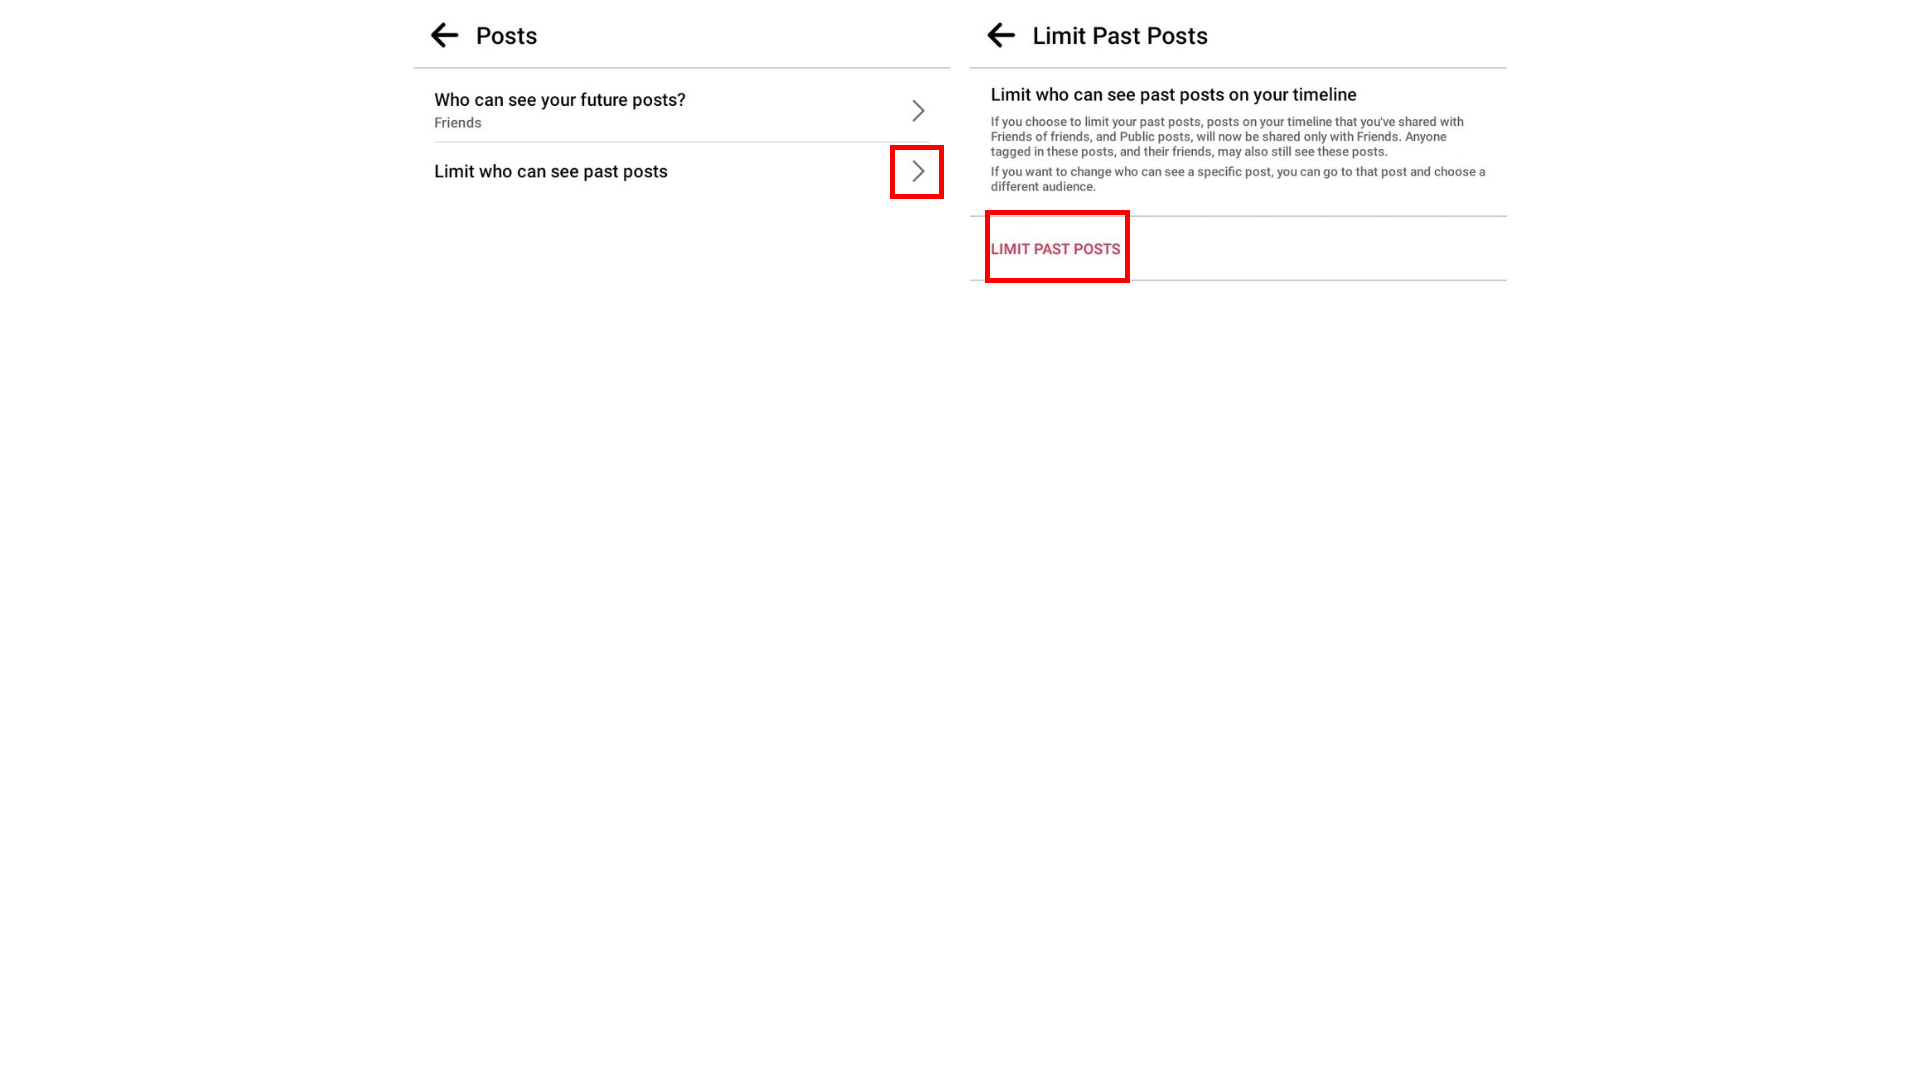 Posts
Who can see your future posts?
Friends
Limit who can see past posts
Limit Past Posts
Limit who can see past posts on your timeline
If you choose to limit your past posts, posts on your timeline that you've shared with
Friends of friends, and Public posts, will now be shared only with Friends. Anyone
tagged in these posts, and their friends, may also still see these posts.
If you want to change who can see a specific post, you can go to that post and choose a
different audience.
LIMIT PAST POSTS